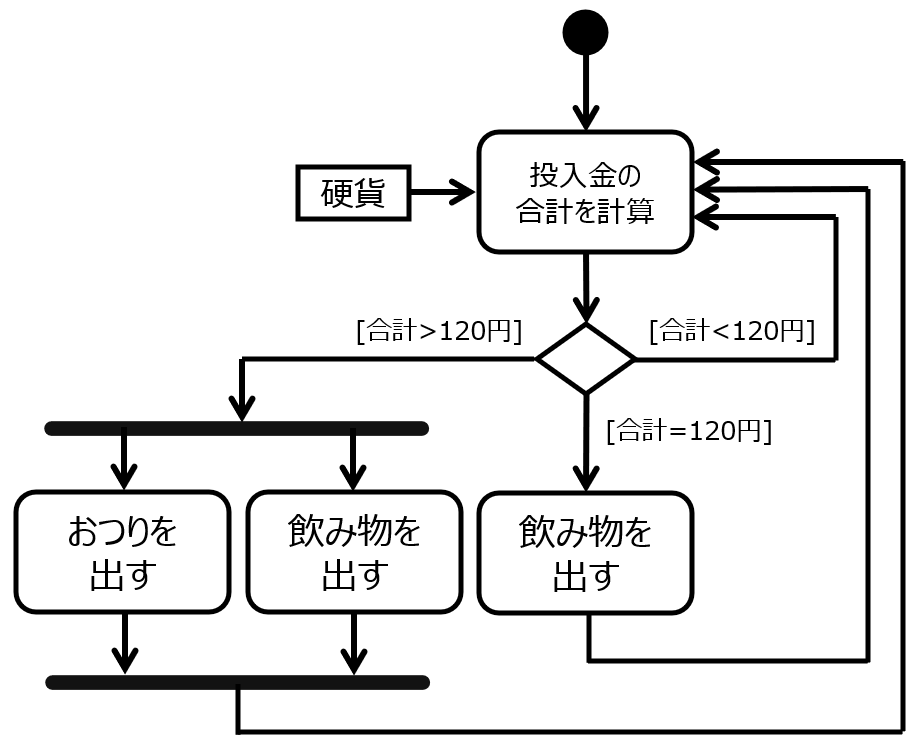 投入金の
合計を計算
硬貨
[合計>120円]
[合計<120円]
[合計=120円]
おつりを
出す
飲み物を
出す
飲み物を
出す